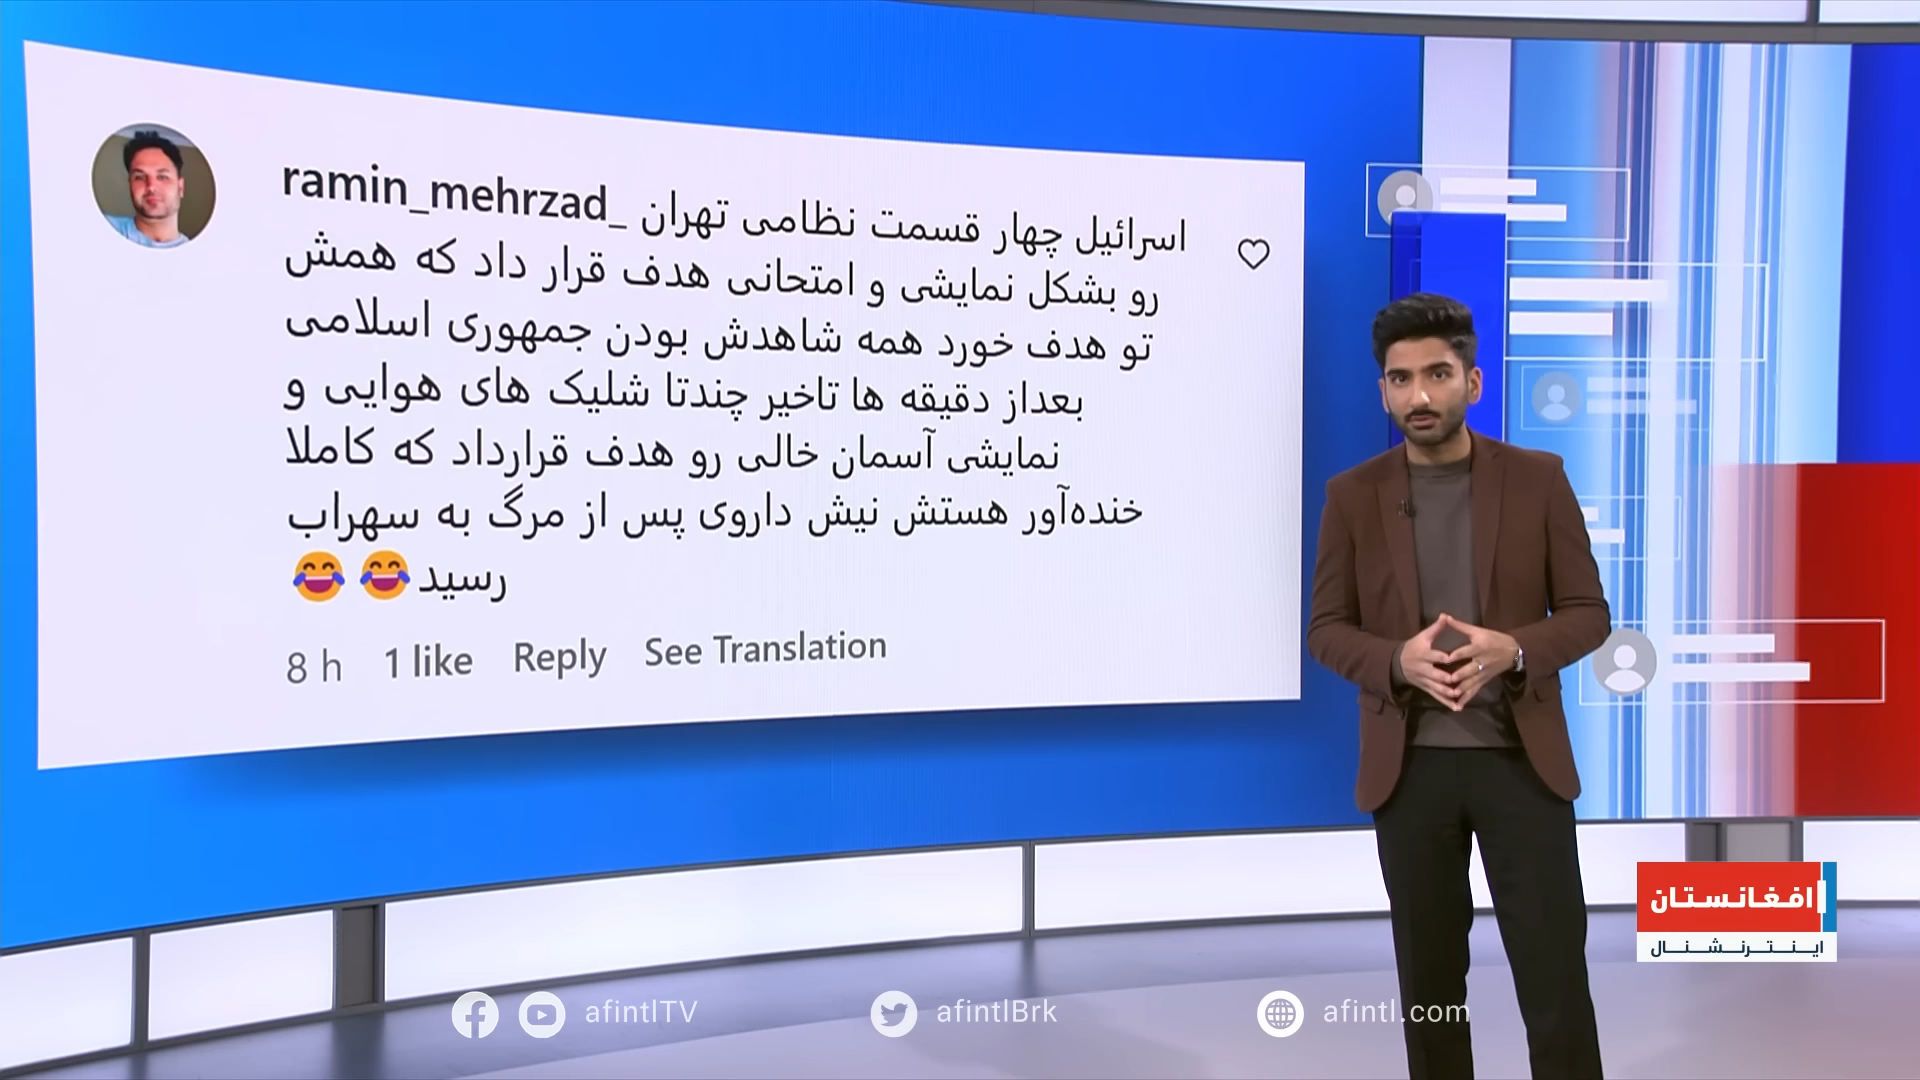 ramin_mehrzad_ اسرائیل چهار قسمت نظامی تهران
رو بشکل نمایشی و امتحانی هدف قرار داد که همش
تو هدف خورد همه شاهدش بودن جمهوری اسلامی
بعداز دقیقه ها تاخیر چندتا شلیک های هوایی و
نمایشی آسمان خالی رو هدف قرارداد که کاملا
خنده‌آور هستش نیش داروی پس از مرگ به سهراب
رسید😂😂
8 h 1 like Reply See Translation
افغانستان
اینترنشنال
afintlTV afintlBrk afintl.com